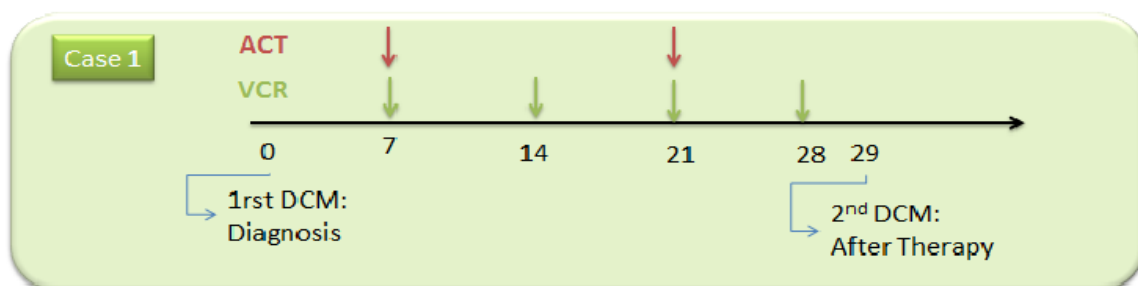 Case 1
ACT
VCR
0 7 14 21 28 29
1rst DCM:
Diagnosis
2nd DCM:
After Therapy